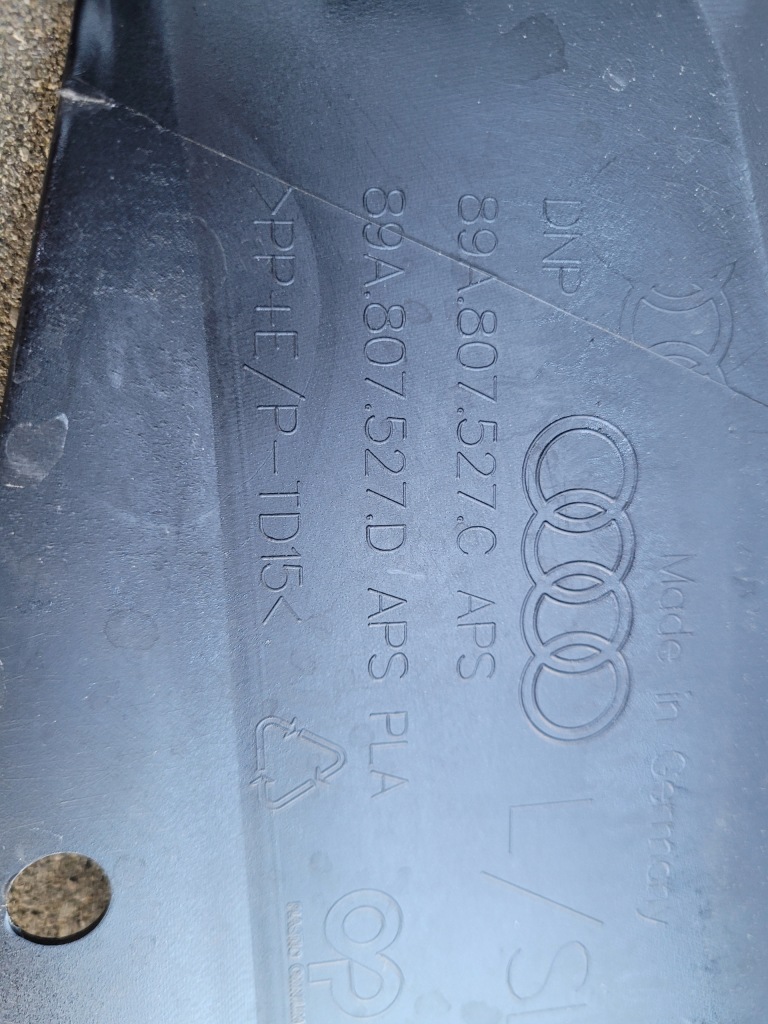 Made in Germany
DNP
89A.807.527.C APS
L/S
89A.807.527.D APS PLA
>PP+E/P-TD15<